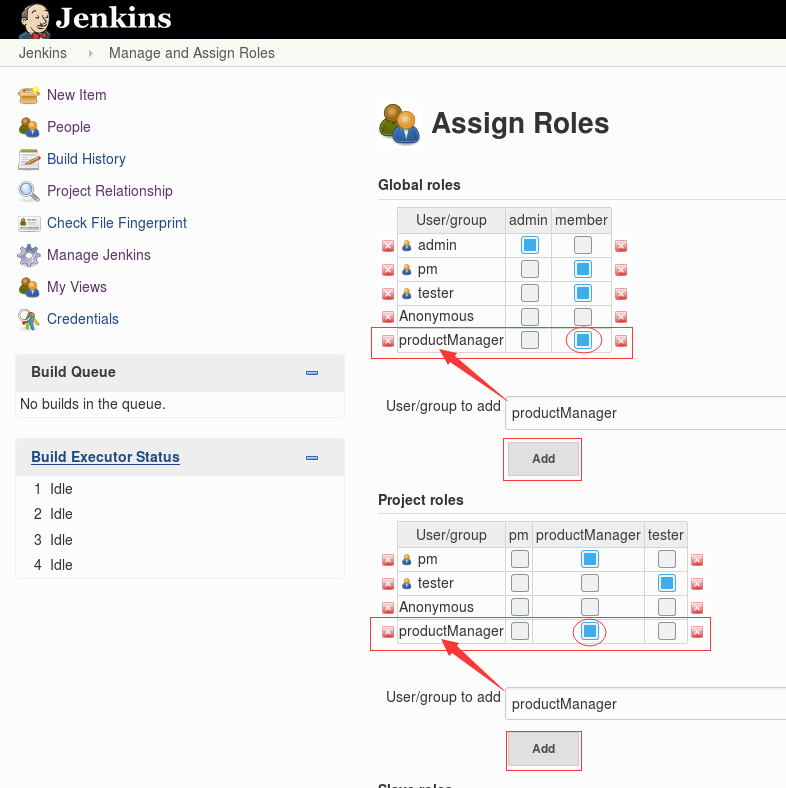 Jenkins
Jenkins Manage and Assign Roles
New Item
People
Build History
Project Relationship
Check File Fingerprint
Manage Jenkins
My Views
Credentials
Build Queue
No builds in the queue.
Build Executor Status
1 Idle
2 Idle
3 Idle
4 Idle
Assign Roles
Global roles
User/group admin member
admin
pm
tester
Anonymous
productManager
User/group to add productManager
Add
Project roles
User/group pm productManager tester
pm
tester
Anonymous
productManager
User/group to add productManager
Add